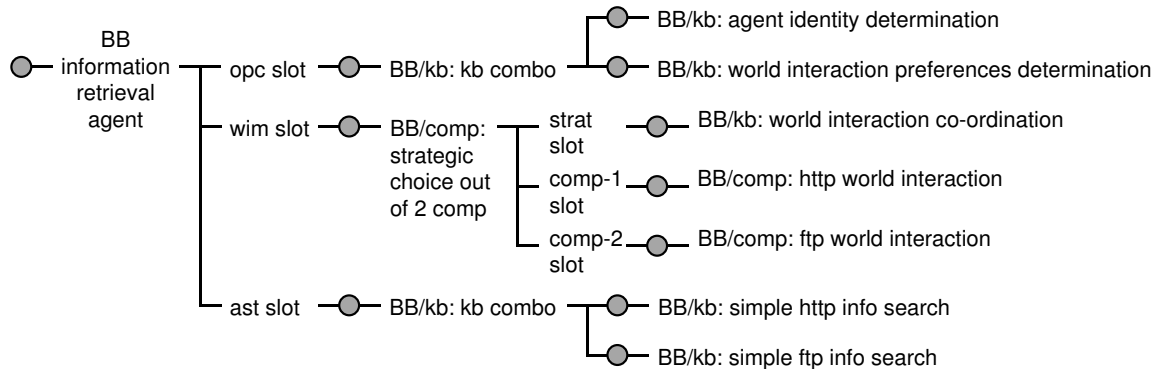 BB
information
retrieval
agent
opc slot
BB/kb: kb combo
BB/kb: agent identity determination
BB/kb: world interaction preferences determination
wim slot
BB/comp:
strategic
choice out
of 2 comp
strat
slot
BB/kb: world interaction co-ordination
comp-1
slot
BB/comp: http world interaction
comp-2
slot
BB/comp: ftp world interaction
ast slot
BB/kb: kb combo
BB/kb: simple http info search
BB/kb: simple ftp info search